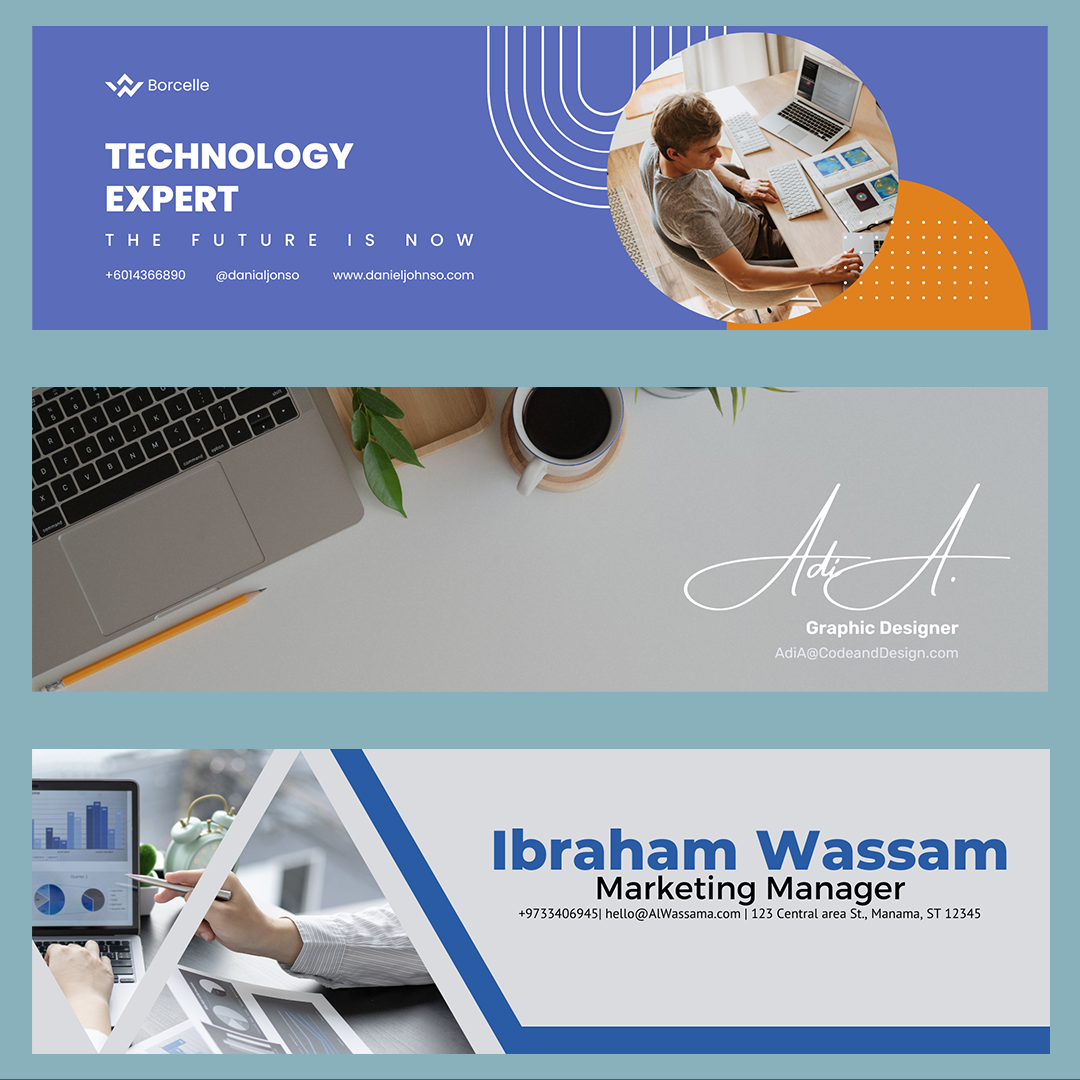 Borcelle
TECHNOLOGY
EXPERT
THE FUTURE IS NOW
+6014366890 @danialjonso www.danieljohnso.com
Adi A.
Graphic Designer
AdiA@CodeandDesign.com
Ibraham Wassam
Marketing Manager
+9733406945| hello@AlWassama.com | 123 Central area St., Manama, ST 12345